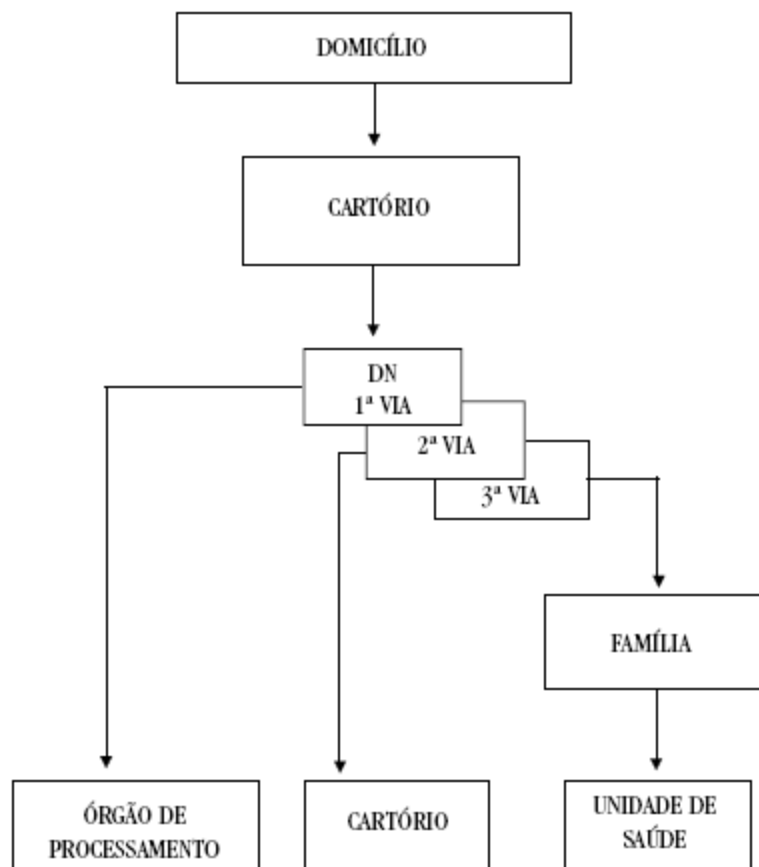 DOMICÍLIO
CARTÓRIO
DN
1ª VIA
2ª VIA
3ª VIA
FAMÍLIA
ÓRGÃO DE
PROCESSAMENTO
CARTÓRIO
UNIDADE DE
SAÚDE